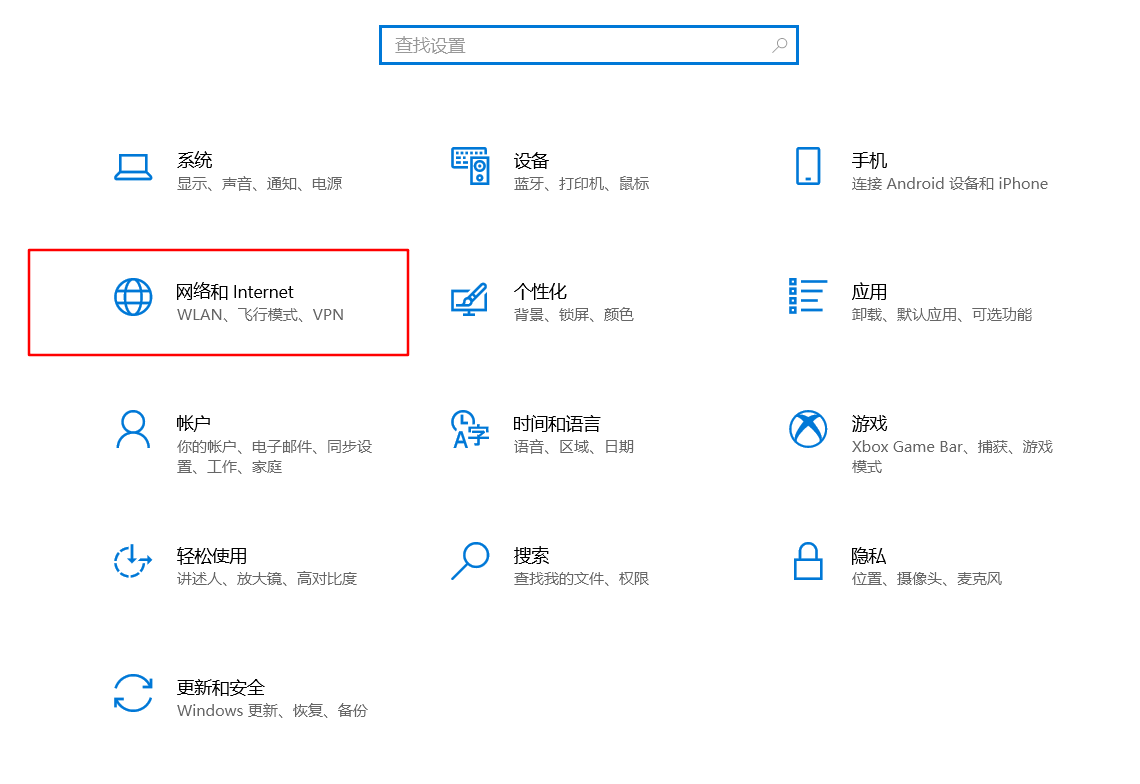 查找设置
系统
显示、声音、通知、电源
设备
蓝牙、打印机、鼠标
手机
连接 Android 设备和 iPhone
网络和 Internet
WLAN、飞行模式、VPN
个性化
背景、锁屏、颜色
应用
卸载、默认应用、可选功能
帐户
你的帐户、电子邮件、同步设
置、工作、家庭
时间和语言
语音、区域、日期
游戏
Xbox Game Bar、捕获、游戏
模式
轻松使用
讲述人、放大镜、高对比度
搜索
查找我的文件、权限
隐私
位置、摄像头、麦克风
更新和安全
Windows 更新、恢复、备份